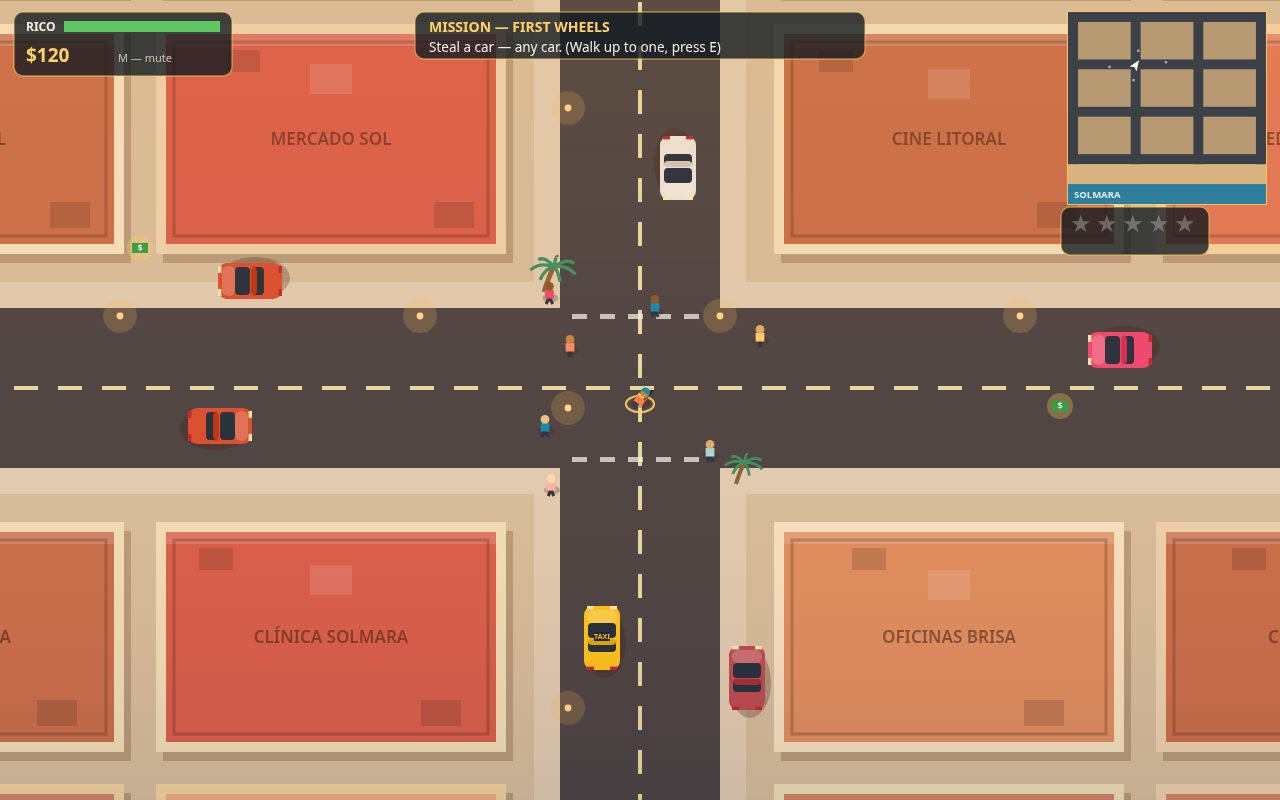 RICO
$120
M — mute
MISSION — FIRST WHEELS
Steal a car — any car. (Walk up to one, press E)
SOLMARA
MERCADO SOL
CINE LITORAL
$
$
TAXI
CLÍNICA SOLMARA
OFICINAS BRISA